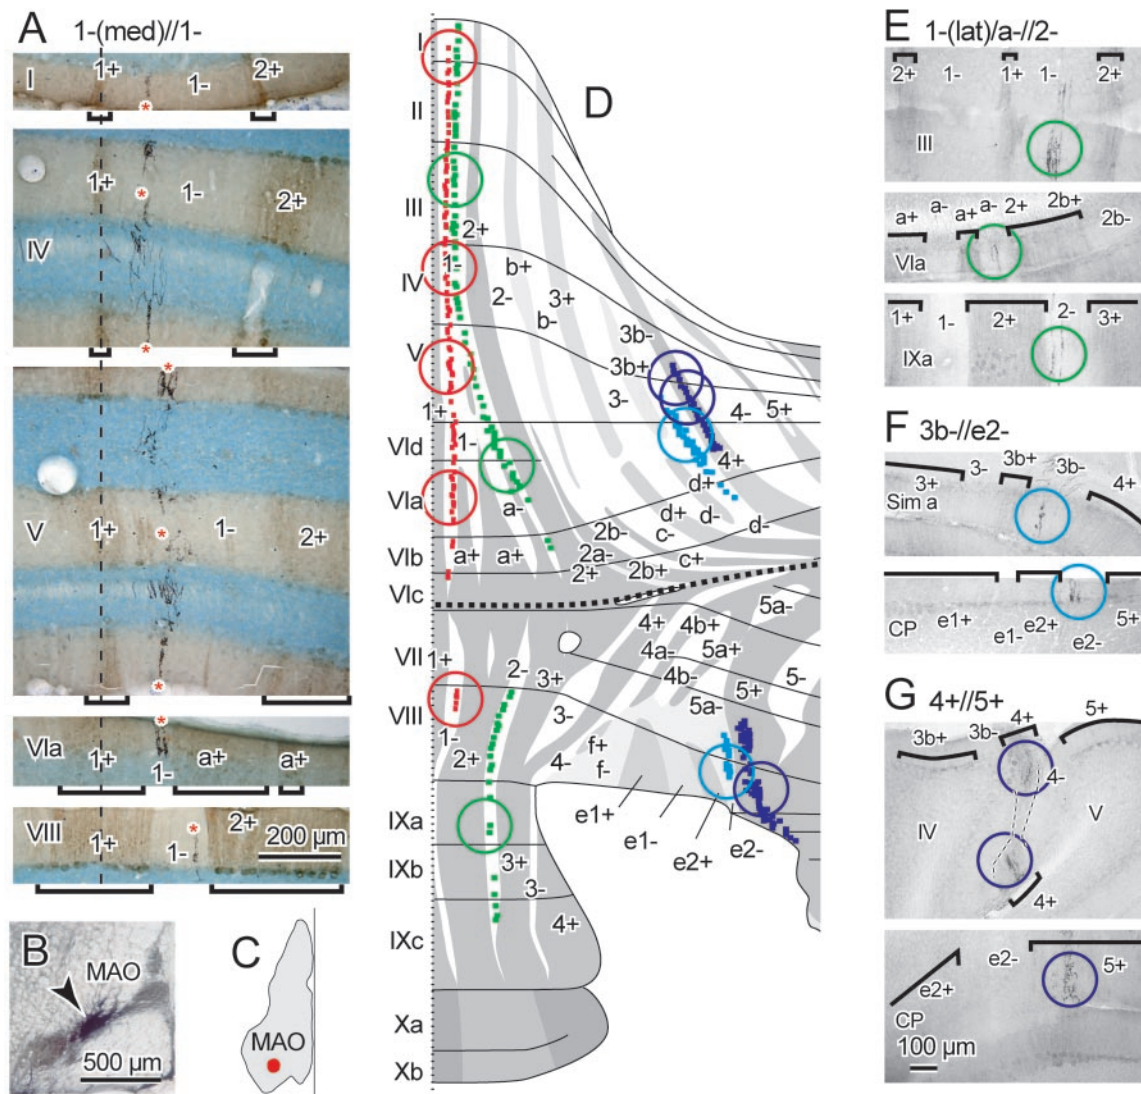 A
1-(med)//1-
I
1+
1-
2+
*
IV
1+
*
1-
2+
*
*
V
1+
*
1-
2+
*
*
VIa
1+
1-
a+
a+
VIII
1+
1-
*
2+
200 µm
B
MAO
500 µm
C
MAO
D
I
II
III
2+
IV
1-
b+
2-
3+
b-
V
3b-
3b+
3-
1+
4-
5+
VId
1-
4+
VIa
a-
d+
d+
d-
VIb
a+
a+
2b-
2a-
2+
c-
d-
c+
2b+
VIc
5a-
4+
4b+
VII
1+
2-
4a-
5a+
3+
4b-
5+
5-
VIII
3-
5a-
1-
2+
4-
f+
f-
IXa
e1+
e1-
e2+
e2-
IXb
3+
3-
IXc
4+
Xa
Xb
E
1-(lat)/a-//2-
2+
1-
1+
1-
2+
III
a+
a-
a+
a-
2+
2b+
2b-
VIa
1+
1-
2+
2-
3+
IXa
F
3b-//e2-
3+
3-
3b+
3b-
4+
Sim a
CP
e1+
e1-
e2+
e2-
5+
G
4+//5+
3b+
3b-
4+
5+
4-
IV
V
4+
e2-
5+
e2+
CP
100 µm